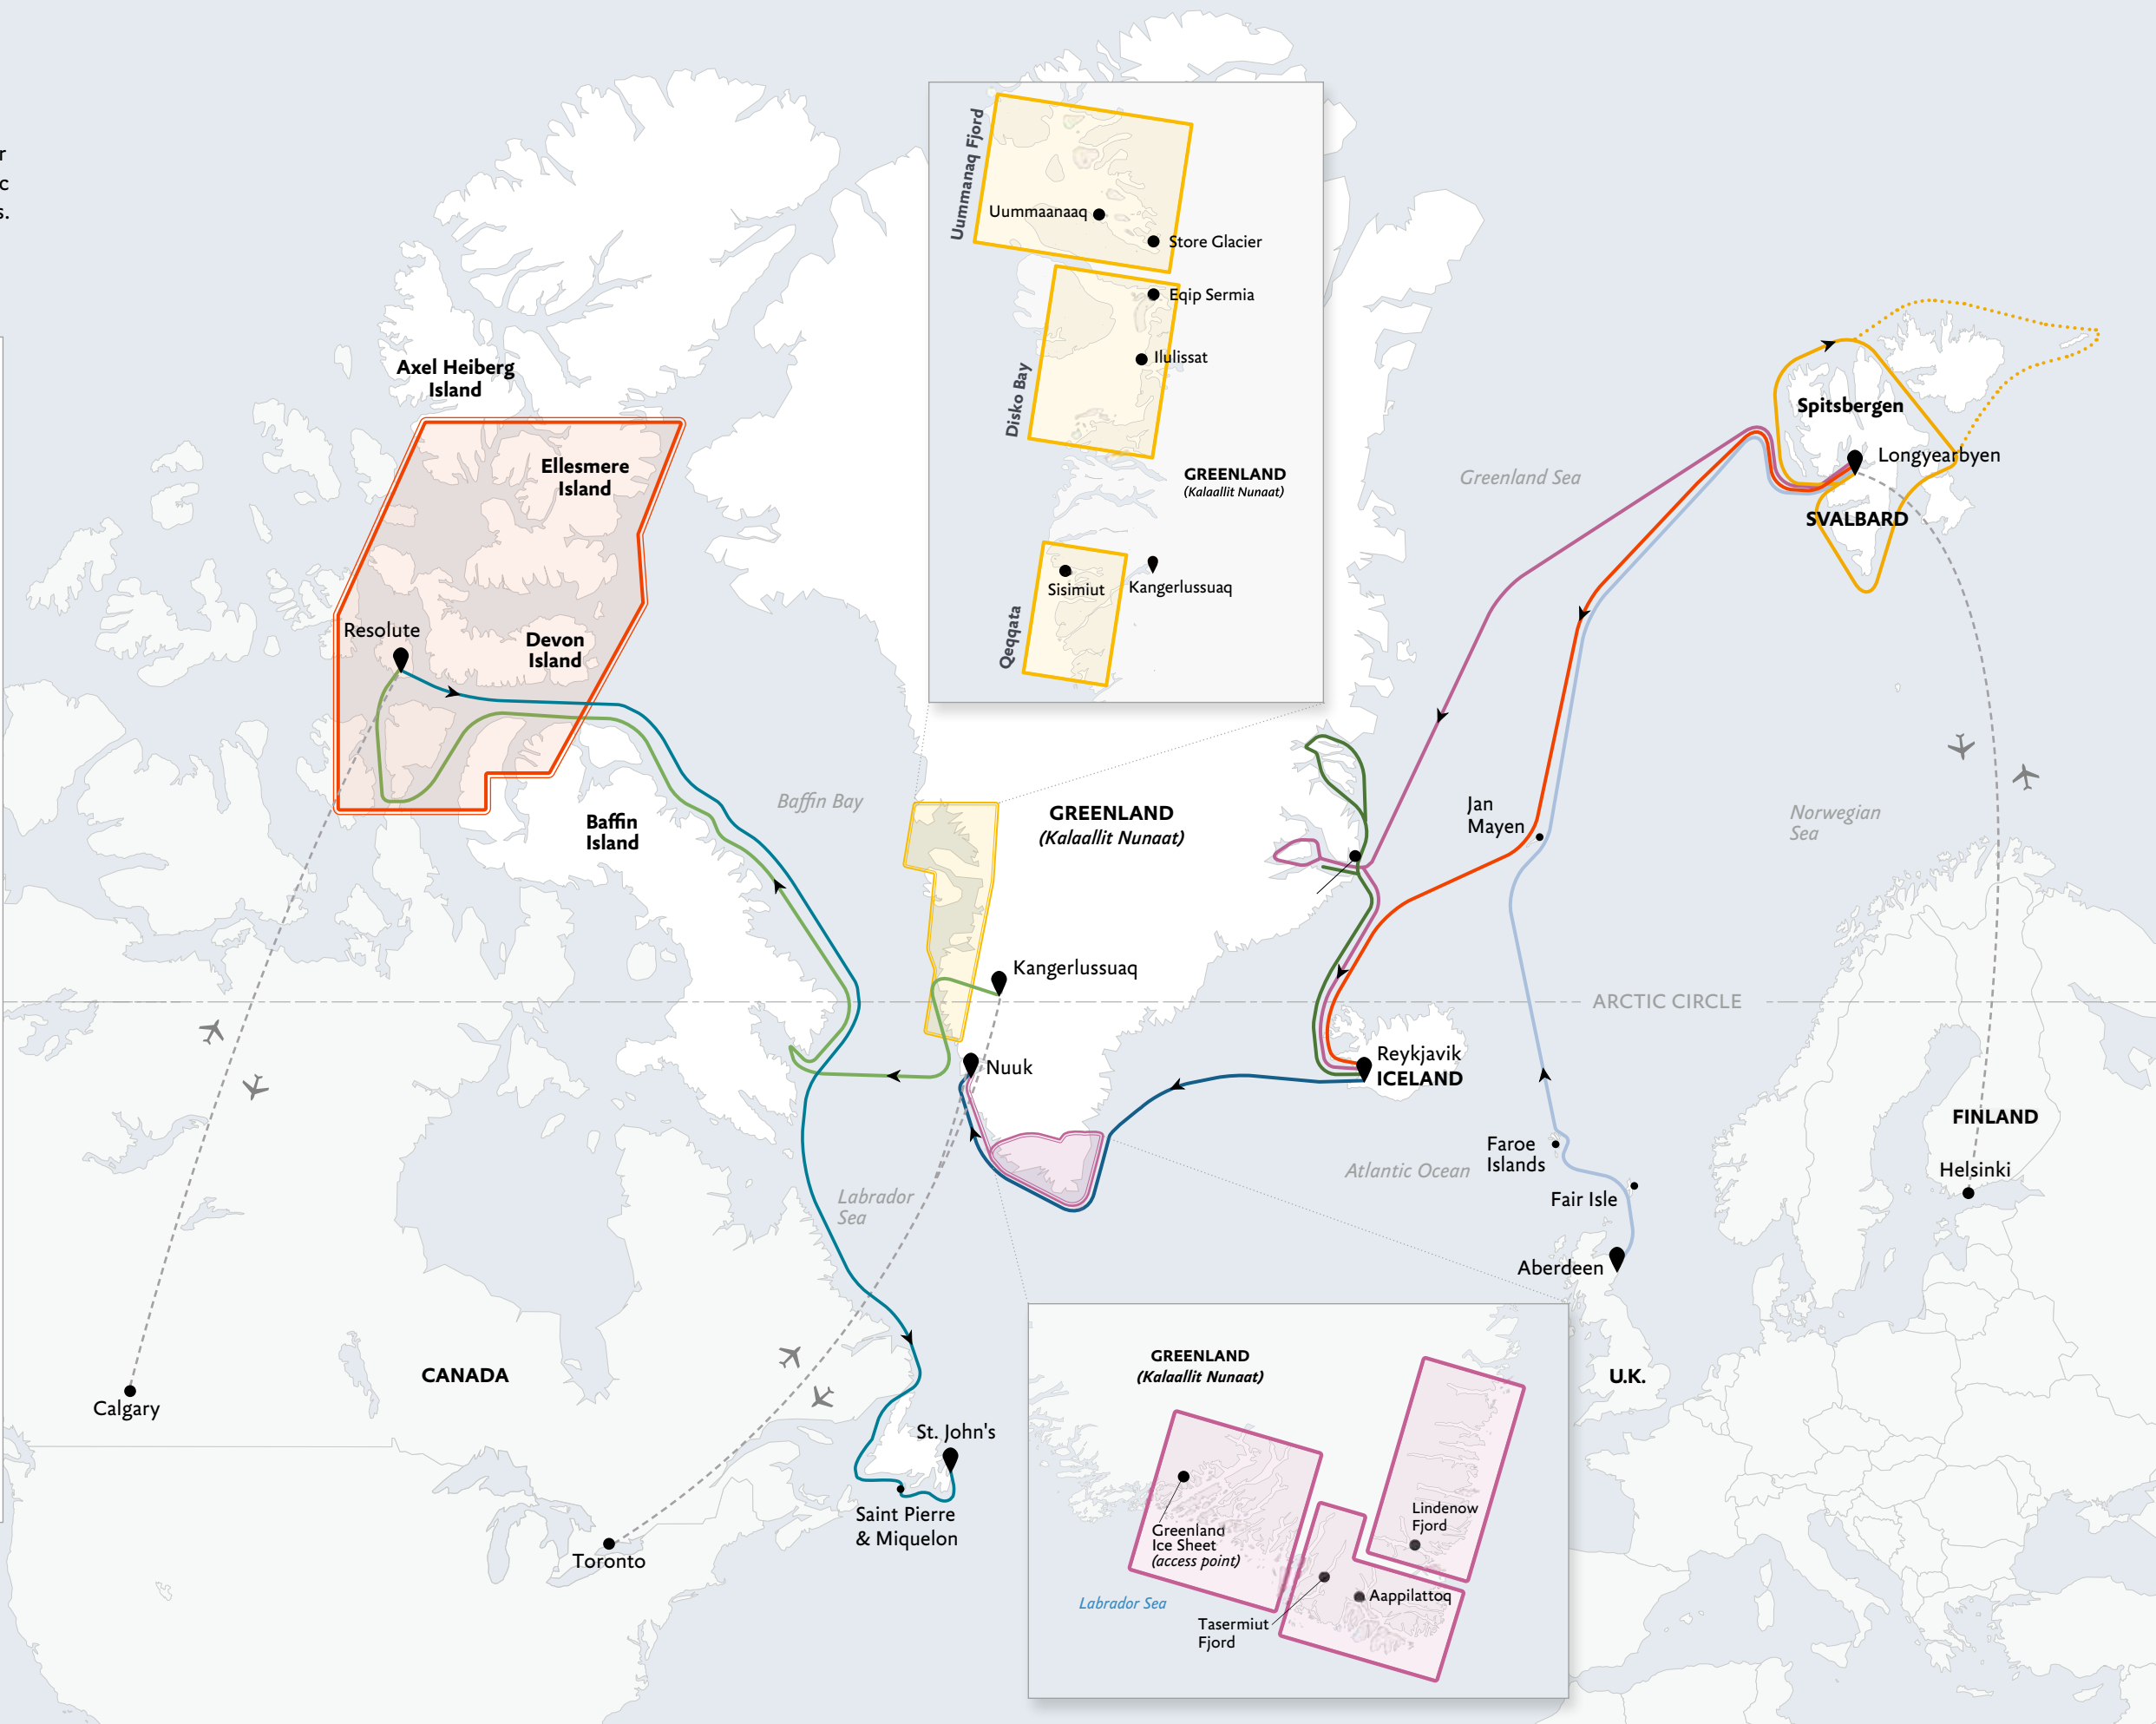 r
c
s.
Axel Heiberg
Island
Ellesmere
Island
Resolute
Devon
Island
Baffin
Island
Baffin Bay
Uummanaq Fjord
Uummaanaaq
Store Glacier
Eqip Sermia
Ilulissat
Disko Bay
GREENLAND
(Kalaallit Nunaat)
Sisimiut
Kangerlussuaq
Qeqqata
GREENLAND
(Kalaallit Nunaat)
Kangerlussuaq
Nuuk
Greenland Sea
Spitsbergen
Longyearbyen
SVALBARD
Jan
Mayen
Norwegian
Sea
ARCTIC CIRCLE
Reykjavik
ICELAND
FINLAND
Helsinki
Faroe
Islands
Fair Isle
Atlantic Ocean
Aberdeen
U.K.
Labrador
Sea
CANADA
Calgary
Toronto
St. John's
Saint Pierre
& Miquelon
GREENLAND
(Kalaallit Nunaat)
Greenland
Ice Sheet
(access point)
Labrador Sea
Tasermiut
Fjord
Aappilattoq
Lindenow
Fjord